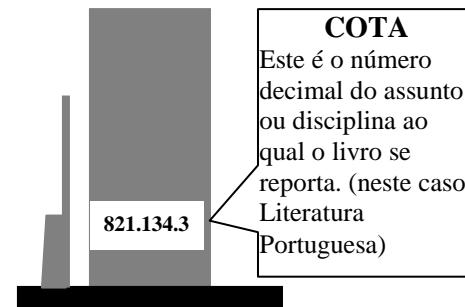 COTA
Este é o número
decimal do assunto
ou disciplina ao
qual o livro se
reporta. (neste caso
Literatura
Portuguesa)
821.134.3